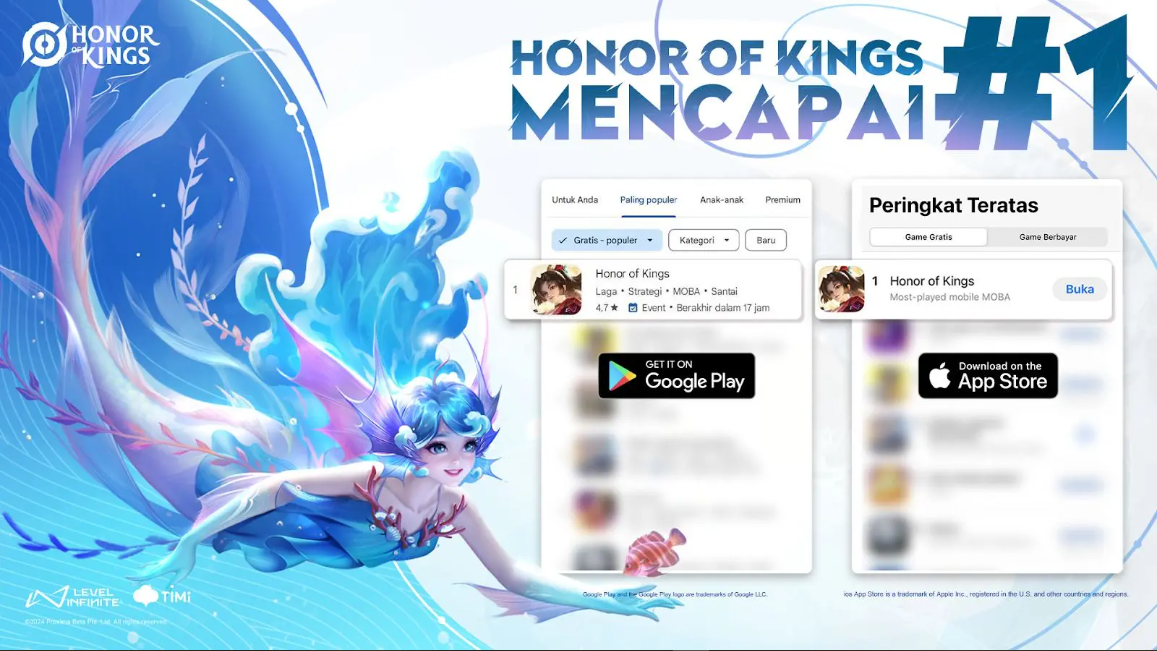 HONOR
OF
KINGS
HONOR OF KINGS
MENCAPAI
#1
Untuk Anda Paling populer Anak-anak Premium
Gratis - populer Kategori Baru
1
Honor of Kings
Laga • Strategi • MOBA • Santai
4,7 ★ Event • Berakhir dalam 17 jam
GET IT ON
Google Play
Peringkat Teratas
Game Gratis Game Berbayar
1 Honor of Kings
Most-played mobile MOBA
Buka
Download on the
App Store
LEVEL
INFINITE
TiMi
©2024 Proxima Beta Pte. Ltd. All rights reserved.
Google Play and the Google Play logo are trademarks of Google LLC.
ios App Store is a trademark of Apple Inc., registered in the U.S. and other countries and regions.